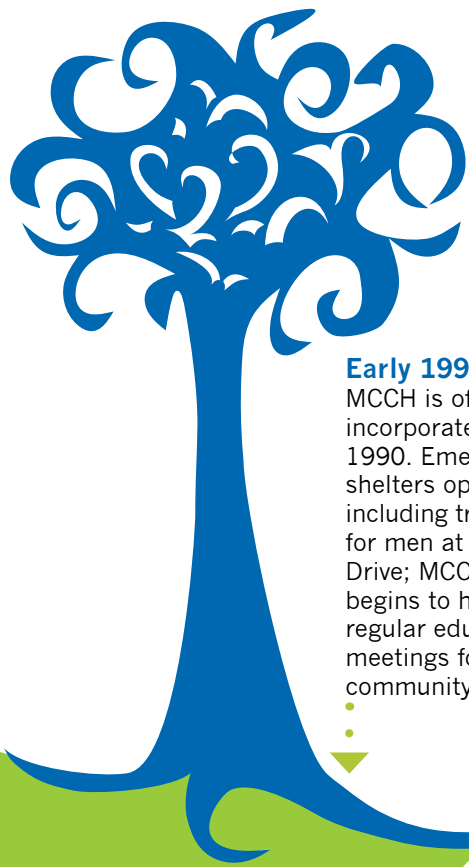 Early 199
MCCH is of
incorporate
1990. Eme
shelters op
including tr
for men at
Drive; MCC
begins to h
regular edu
meetings fo
community